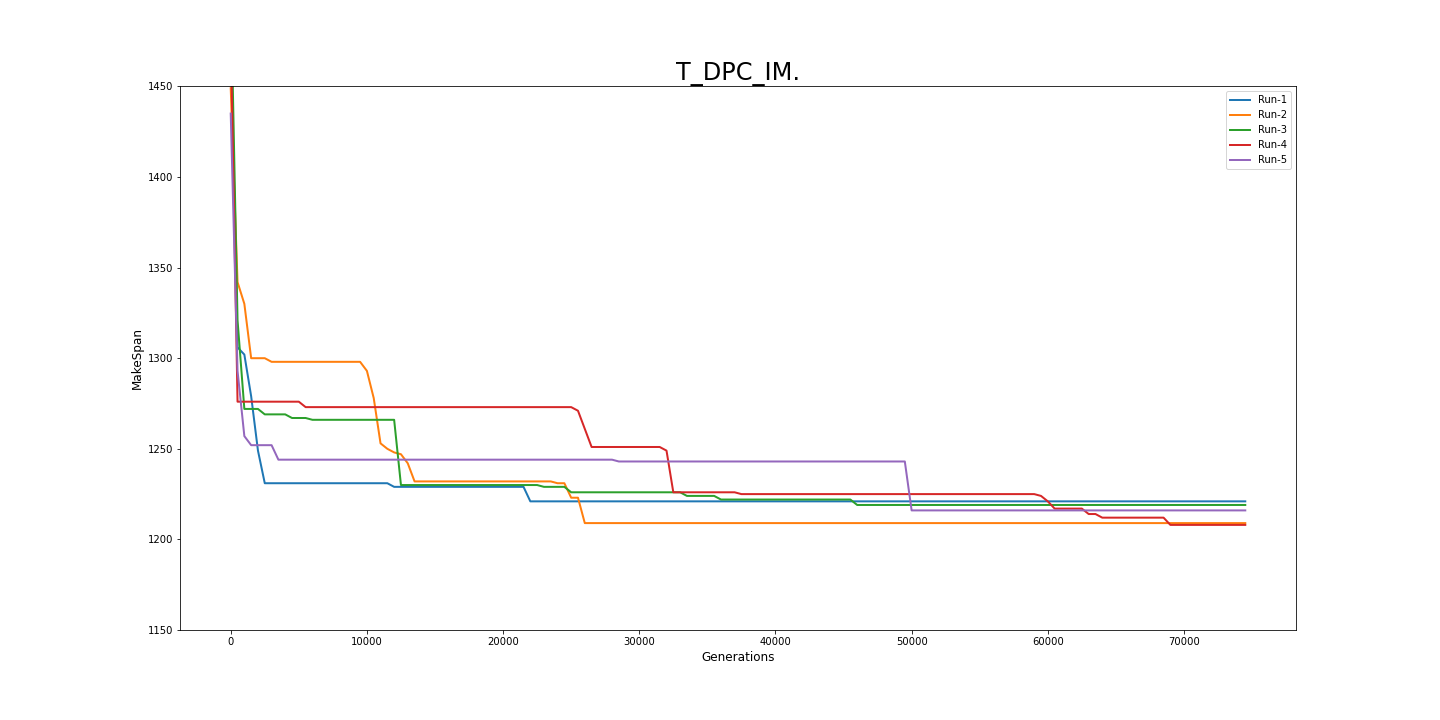 T_DPC_IM.
1450
1400
1350
1300
1250
1200
1150
MakeSpan
Run-1
Run-2
Run-3
Run-4
Run-5
0 10000 20000 30000 40000 50000 60000 70000
Generations